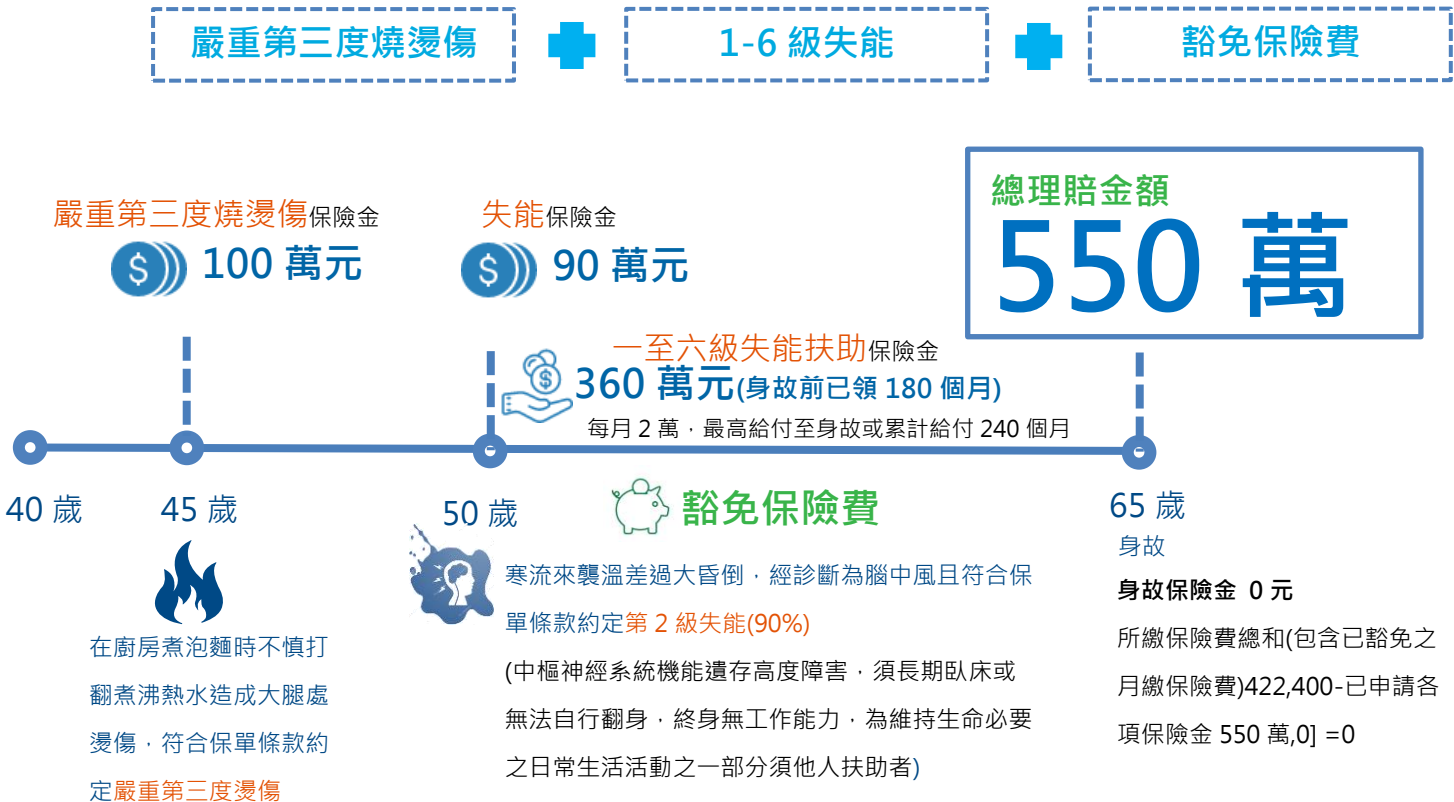 嚴重第三度燒燙傷
1-6 級失能
豁免保險費
總理賠金額
550 萬
嚴重第三度燒燙傷保險金
100 萬元
失能保險金
90 萬元
一至六級失能扶助保險金
360 萬元(身故前已領 180 個月)
每月 2 萬，最高給付至身故或累計給付 240 個月
40 歲
45 歲
在廚房煮泡麵時不慎打
翻煮沸熱水造成大腿處
燙傷，符合保單條款約
定嚴重第三度燙傷
50 歲
豁免保險費
寒流來襲溫差過大昏倒，經診斷為腦中風且符合保
單條款約定第 2 級失能(90%)
(中樞神經系統機能遺存高度障害，須長期臥床或
無法自行翻身，終身無工作能力，為維持生命必要
之日常生活活動之一部分須他人扶助者)
65 歲
身故
身故保險金 0 元
所繳保險費總和(包含已豁免之
月繳保險費)422,400-已申請各
項保險金 550 萬,0] =0